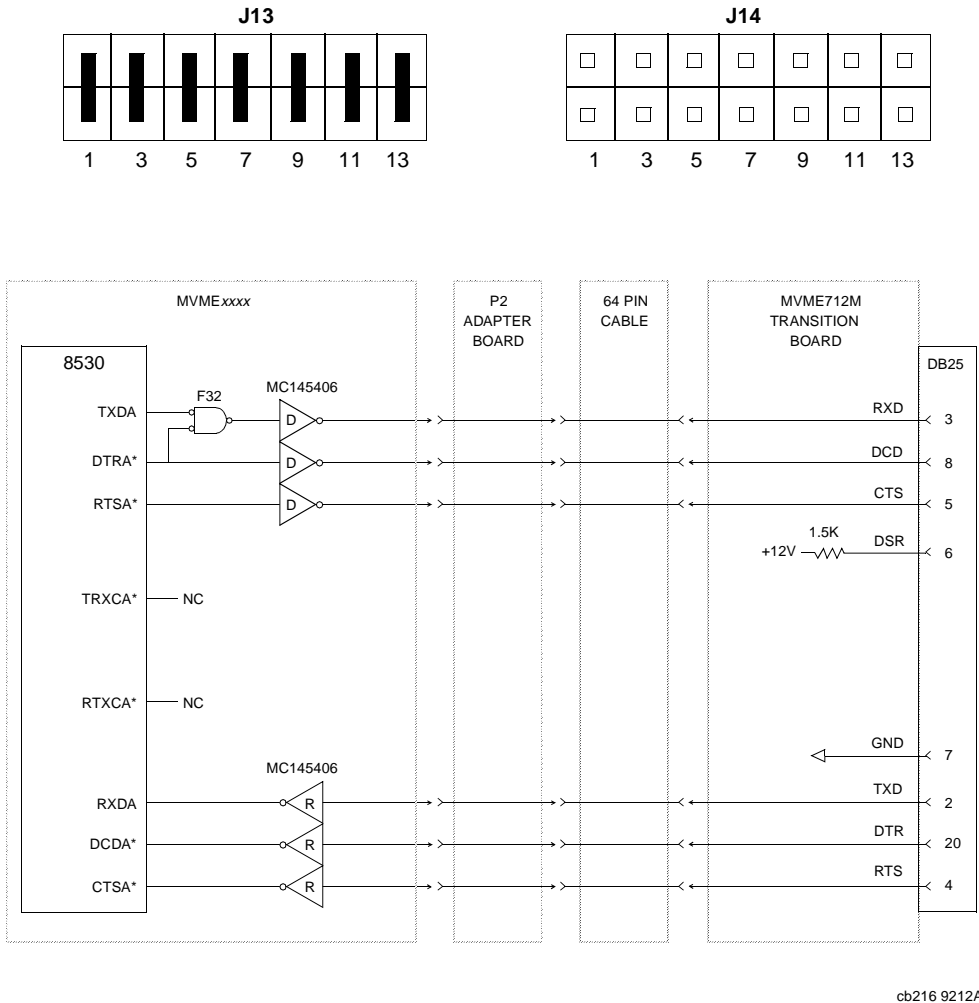 J13 J14
1 3 5 7 9 11 13 1 3 5 7 9 11 13
MVMExxxx P2 64 PIN MVME712M
ADAPTER CABLE TRANSITION
BOARD BOARD
8530 DB25
F32 MC145406
TXDA D RXD 3
DTRA* D DCD 8
RTSA* D CTS 5
1.5K
+12V DSR 6
TRXCA* NC
RTXCA* NC
GND 7
MC145406
RXDA R TXD 2
DCDA* R DTR 20
CTSA* R RTS 4
cb216 9212